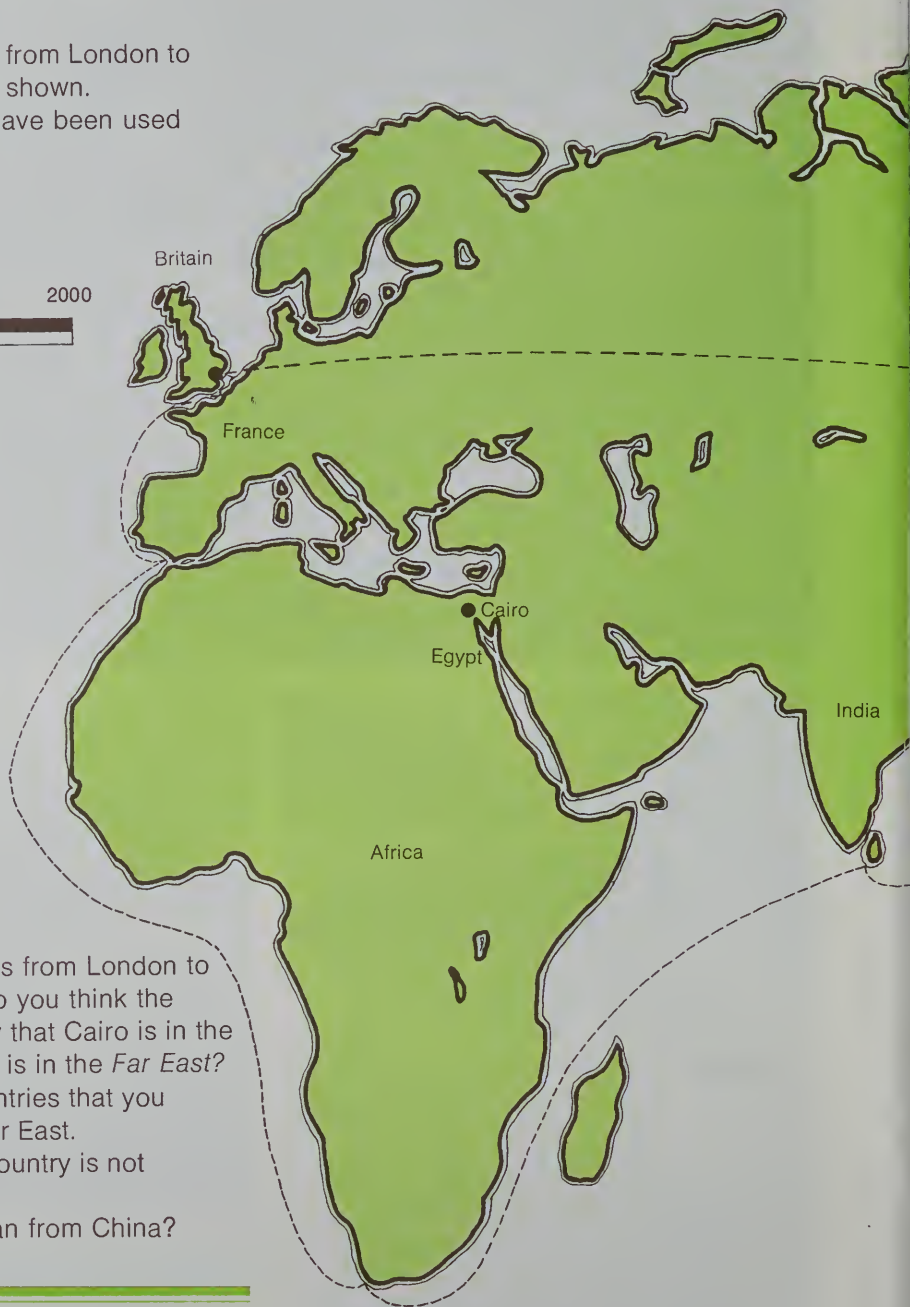 from London to
shown.
ave been used
Britain
2000
France
Cairo
Egypt
India
Africa
s from London to
you think the
that Cairo is in the
is in the Far East?
ntries that you
r East.
ountry is not
an from China?